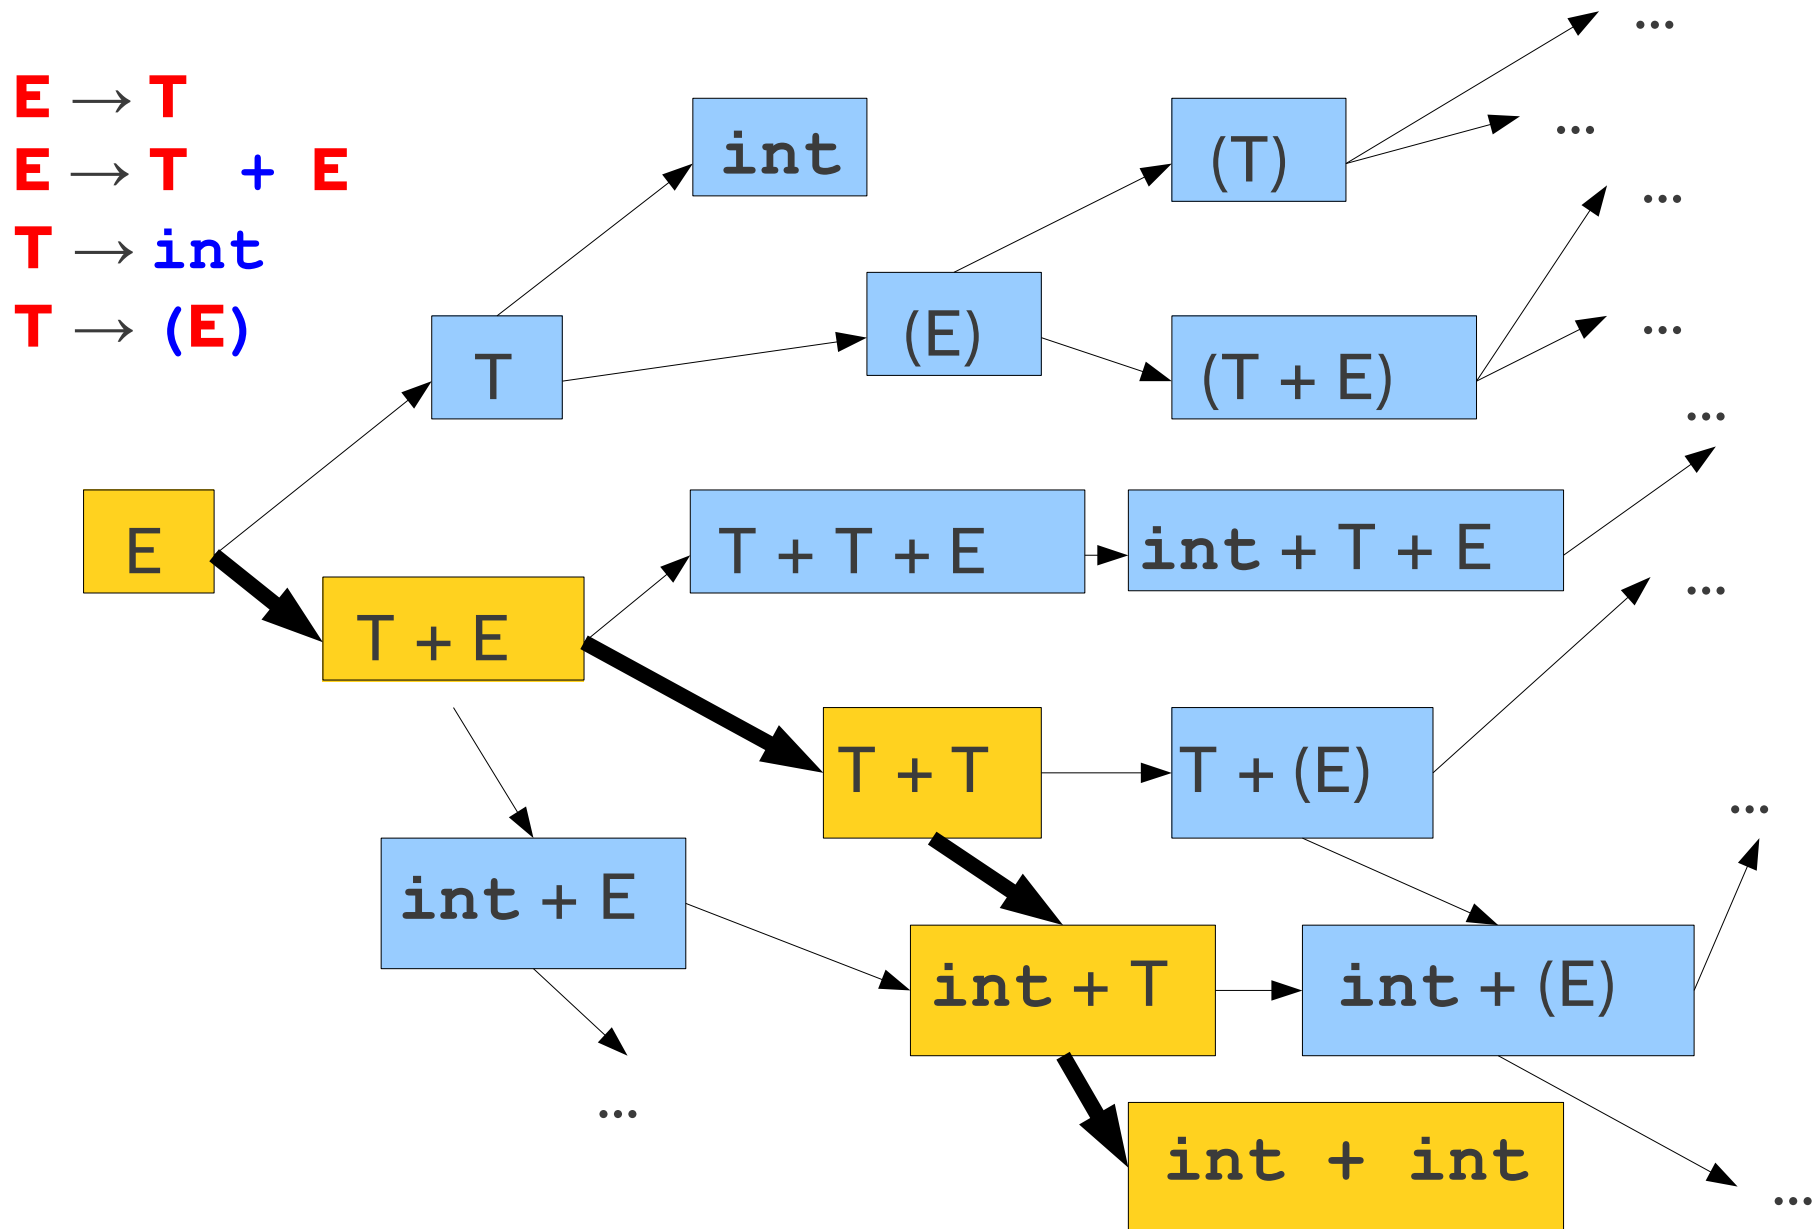 E → T
E → T + E
T → int
T → (E)
...
...
int
(T)
...
(E)
...
T
(T + E)
...
E
T + T + E
int + T + E
...
T + E
T + T
T + (E)
...
int + E
int + T
int + (E)
...
int + int
...